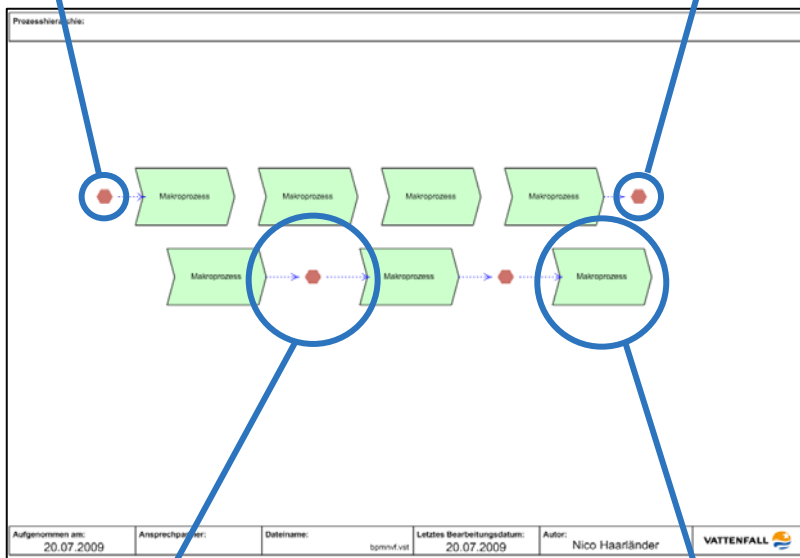 Prozesshierarchie:
Makroprozess Makroprozess Makroprozess Makroprozess
Makroprozess Makroprozess Makroprozess
Aufgenommen am: Ansprechpartner: Dateiname: Letztes Bearbeitungsdatum: Autor:
20.07.2009 bpmnvf.vst 20.07.2009 Nico Haarländer VATTENFALL